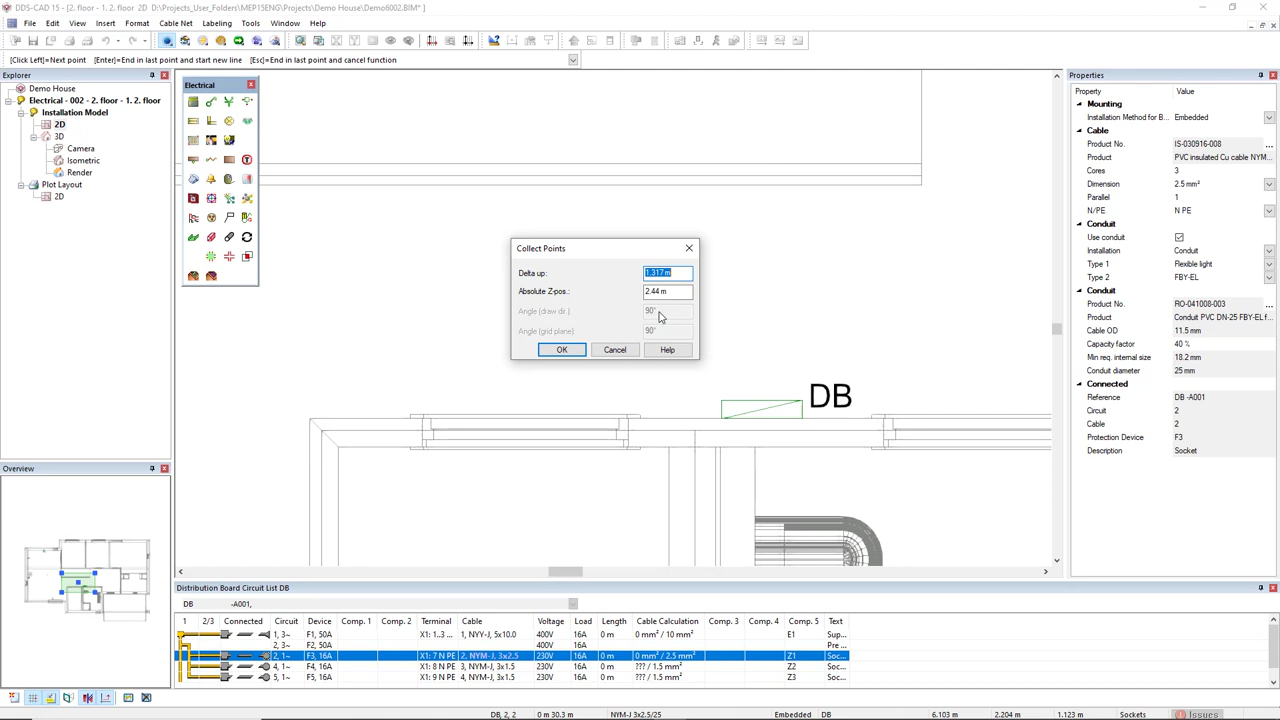 DDS-CAD 15 - [2. floor - 1. 2. floor 2D D:\Projects_User_Folders\MEP15ENG\Projects\Demo House\Demo6002.BIM* ]
File Edit View Insert Format Cable Net Labeling Tools Window Help
[Click Left]=Next point [Enter]=End in last point and start new line [Esc]=End in last point and cancel function
Explorer
Demo House
Electrical - 002 - 2. floor - 1. 2. floor
Installation Model
2D
3D
Camera
Isometric
Render
Plot Layout
2D
Electrical
Collect Points
Delta up: 1.317 m
Absolute Z-pos.: 2.44 m
Angle (draw dir.) 90°
Angle (grid plane): 90°
OK Cancel Help
DB
Properties
Property Value
Mounting
Installation Method for B... Embedded
Cable
Product No. IS-030916-008 ...
Product PVC insulated Cu cable NYM...
Cores 3
Dimension 2.5 mm²
Parallel 1
N/PE N PE
Conduit
Use conduit
Installation Conduit
Type 1 Flexible light
Type 2 FBY-EL
Conduit
Product No. RO-041008-003 ...
Product Conduit PVC DN-25 FBY-EL f...
Cable OD 11.5 mm
Capacity factor 40 %
Min req. internal size 18.2 mm
Conduit diameter 25 mm
Connected
Reference DB -A001
Circuit 2
Cable 2
Protection Device F3
Description Socket
Overview
Distribution Board Circuit List DB
DB -A001,
1 2/3 Connected Circuit Device Comp. 1 Comp. 2 Terminal Cable Voltage Load Length Cable Calculation Comp. 3 Comp. 4 Comp. 5 Text
1, 3~ F1, 50A X1: 1..3 ... 1, NYY-J, 5x10.0 400V 16A 0 m 0 mm² / 10 mm² E1 Sup...
2, 3~ F2, 50A 400V 16A 0 m Pre ...
2, 1~ F3, 16A X1: 7 N PE 2, NYM-J, 3x2.5 230V 16A 0 m 0 mm² / 2.5 mm² Z1 Soc...
4, 1~ F4, 16A X1: 8 N PE 3, NYM-J, 3x1.5 230V 16A 0 m ??? / 1.5 mm² Z2 Soc...
5, 1~ F5, 16A X1: 9 N PE 4, NYM-J, 3x1.5 230V 16A 0 m ??? / 1.5 mm² Z3 Soc...
DB, 2, 2 0 m 30.3 m NYM-J 3x2.5/25 Embedded DB 6.103 m 2.204 m 1.123 m Sockets Issues